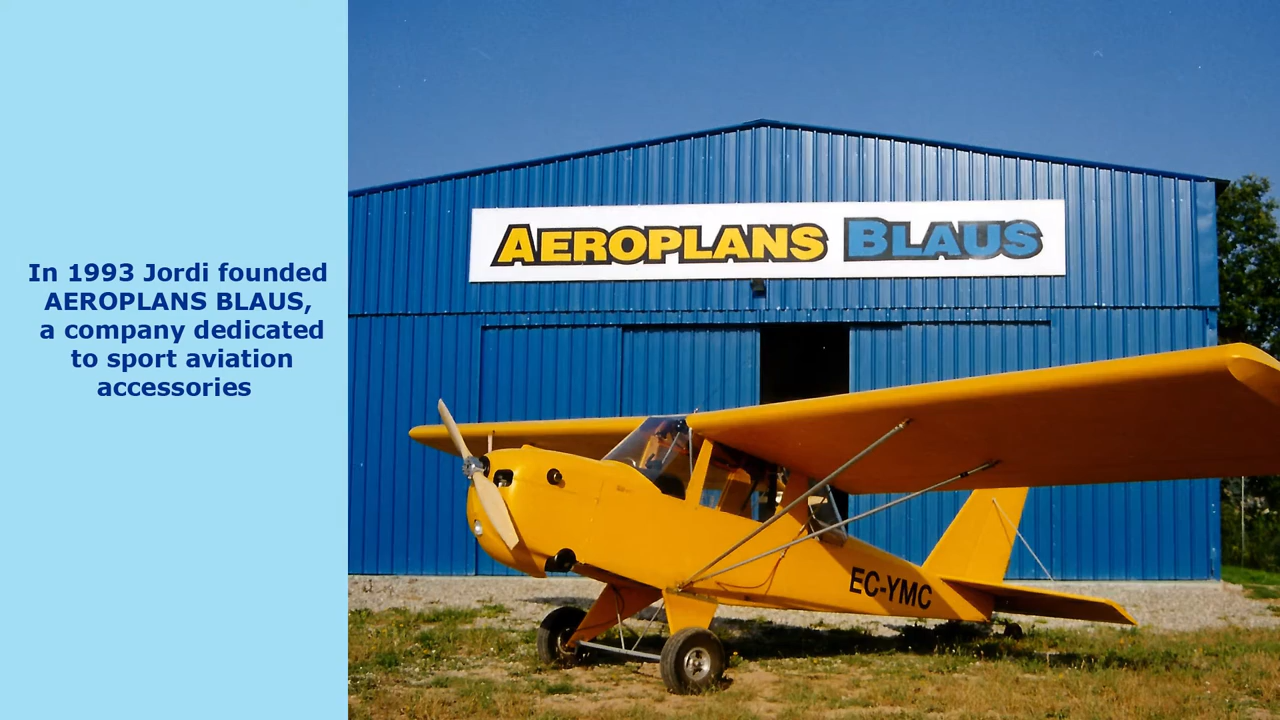 In 1993 Jordi founded
AEROPLANS BLAUS,
a company dedicated
to sport aviation
accessories
AEROPLANS BLAUS
EC-YMC